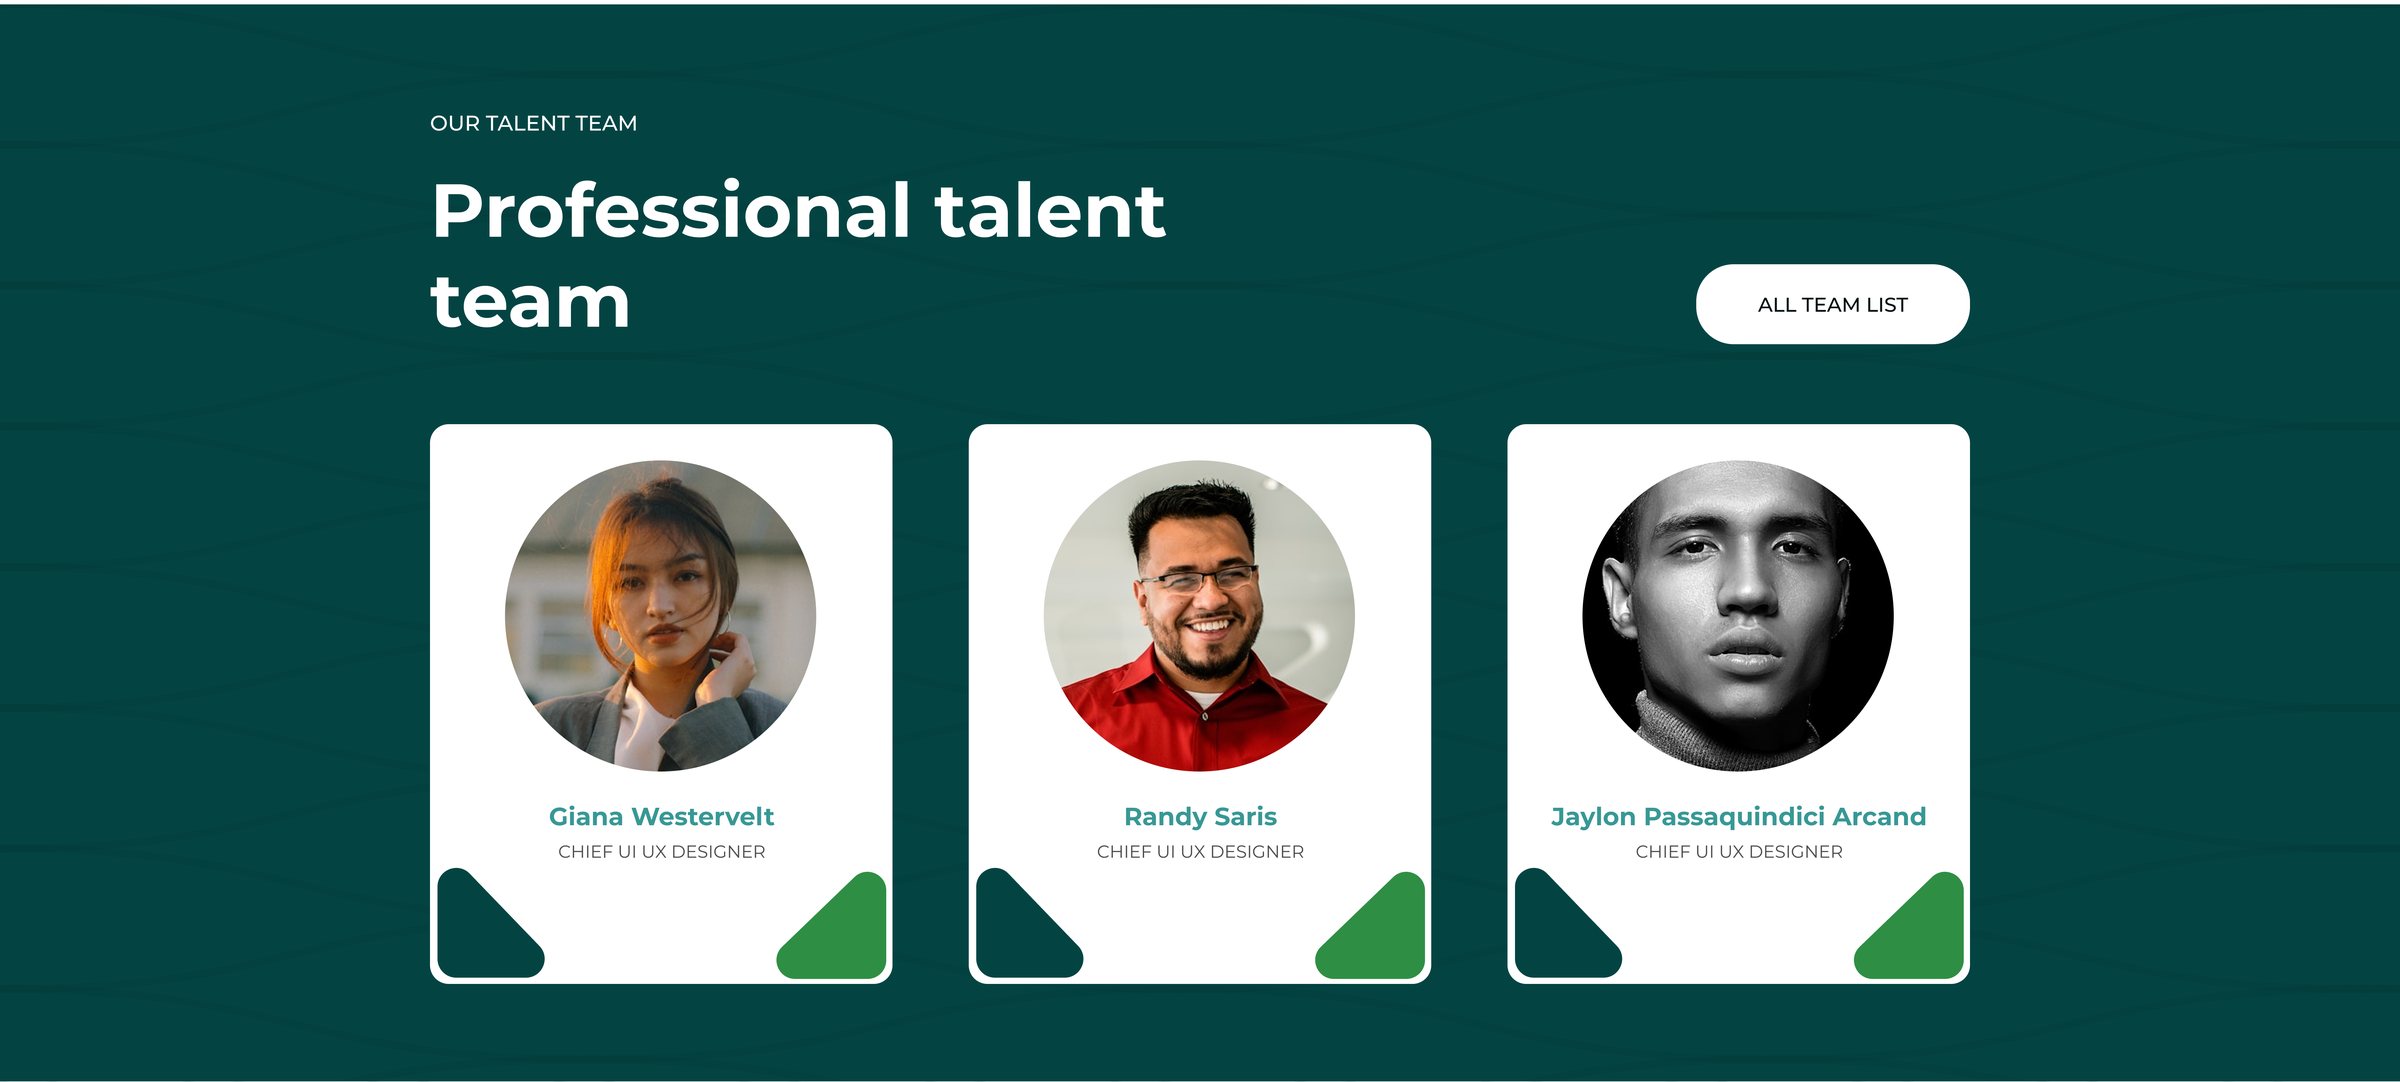 OUR TALENT TEAM
Professional talent
team
ALL TEAM LIST
Giana Westervelt
CHIEF UI UX DESIGNER
Randy Saris
CHIEF UI UX DESIGNER
Jaylon Passaquindici Arcand
CHIEF UI UX DESIGNER